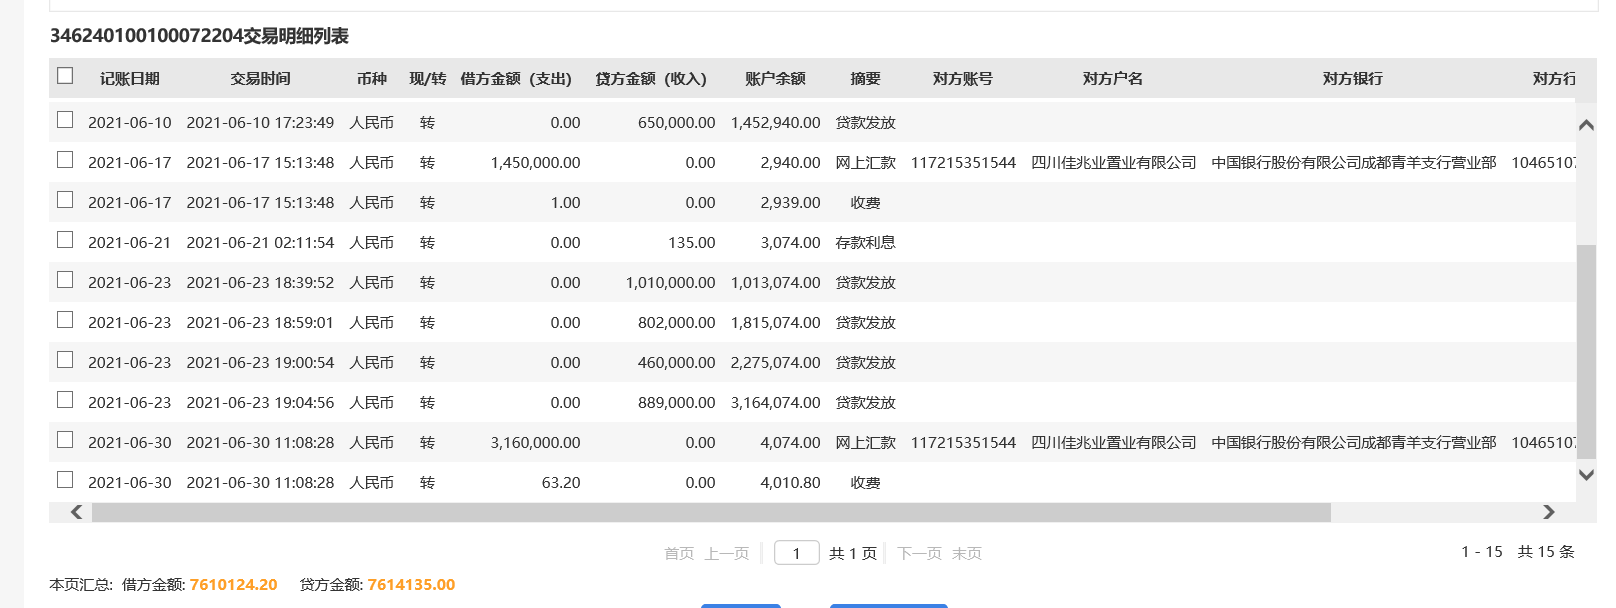 346240100100072204交易明细列表
记账日期 交易时间 币种 现/转 借方金额（支出） 贷方金额（收入） 账户余额 摘要 对方账号 对方户名 对方银行 对方行
2021-06-10 2021-06-10 17:23:49 人民币 转 0.00 650,000.00 1,452,940.00 贷款发放
2021-06-17 2021-06-17 15:13:48 人民币 转 1,450,000.00 0.00 2,940.00 网上汇款 117215351544 四川佳兆业置业有限公司 中国银行股份有限公司成都青羊支行营业部 10465107
2021-06-17 2021-06-17 15:13:48 人民币 转 1.00 0.00 2,939.00 收费
2021-06-21 2021-06-21 02:11:54 人民币 转 0.00 135.00 3,074.00 存款利息
2021-06-23 2021-06-23 18:39:52 人民币 转 0.00 1,010,000.00 1,013,074.00 贷款发放
2021-06-23 2021-06-23 18:59:01 人民币 转 0.00 802,000.00 1,815,074.00 贷款发放
2021-06-23 2021-06-23 19:00:54 人民币 转 0.00 460,000.00 2,275,074.00 贷款发放
2021-06-23 2021-06-23 19:04:56 人民币 转 0.00 889,000.00 3,164,074.00 贷款发放
2021-06-30 2021-06-30 11:08:28 人民币 转 3,160,000.00 0.00 4,074.00 网上汇款 117215351544 四川佳兆业置业有限公司 中国银行股份有限公司成都青羊支行营业部 10465107
2021-06-30 2021-06-30 11:08:28 人民币 转 63.20 0.00 4,010.80 收费
首页 上一页 1 共 1 页 下一页 末页 1 - 15 共 15 条
本页汇总: 借方金额: 7610124.20 贷方金额: 7614135.00